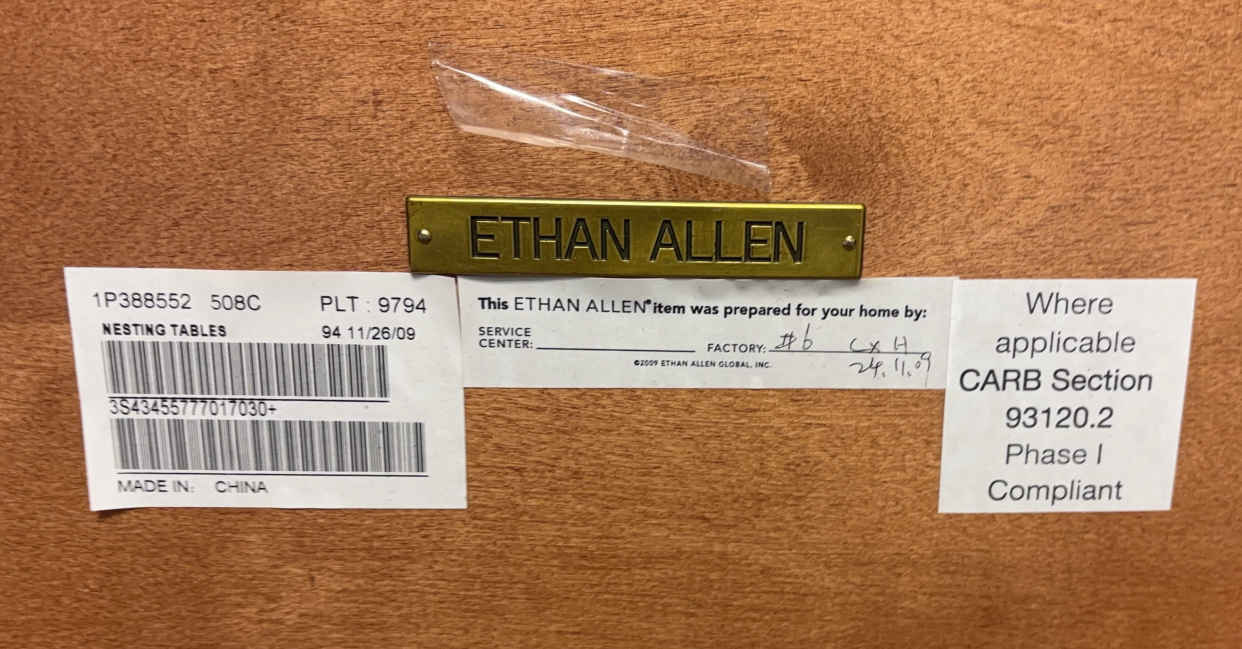 ETHAN ALLEN
1P388552 508C PLT : 9794
NESTING TABLES 94 11/26/09
3S43455777017030+
MADE IN: CHINA
This ETHAN ALLEN® item was prepared for your home by:
SERVICE
CENTER: FACTORY: #6 CXH
24.11.09
©2009 ETHAN ALLEN GLOBAL, INC.
Where
applicable
CARB Section
93120.2
Phase I
Compliant